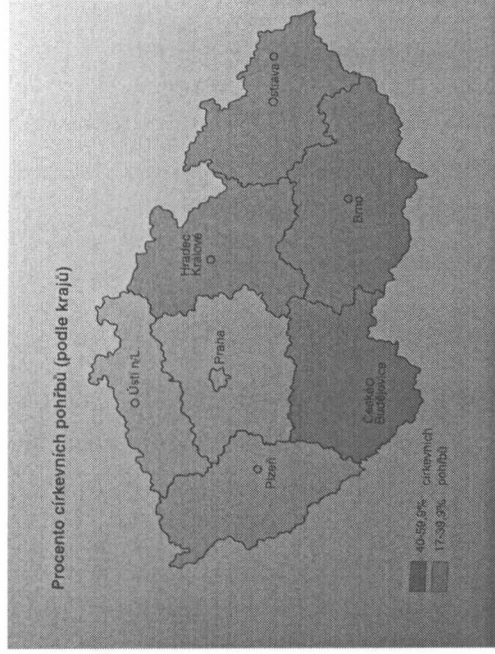 Procento církevních pohřbů (podle krajů)
Ústí n/L
Hradec
Králové
Praha
Ostrava
Plzeň
Brno
České
Budějovice
40-59,9% církevních
17-39,9% pohřbů